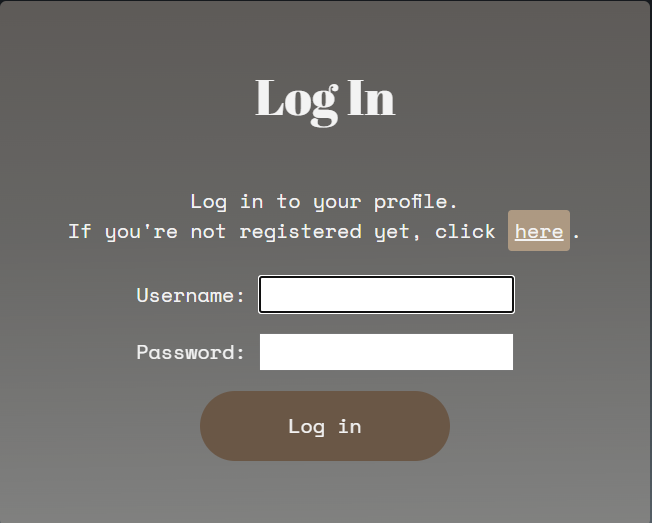 Log In
Log in to your profile.
If you're not registered yet, click here.
Username:
Password:
Log in